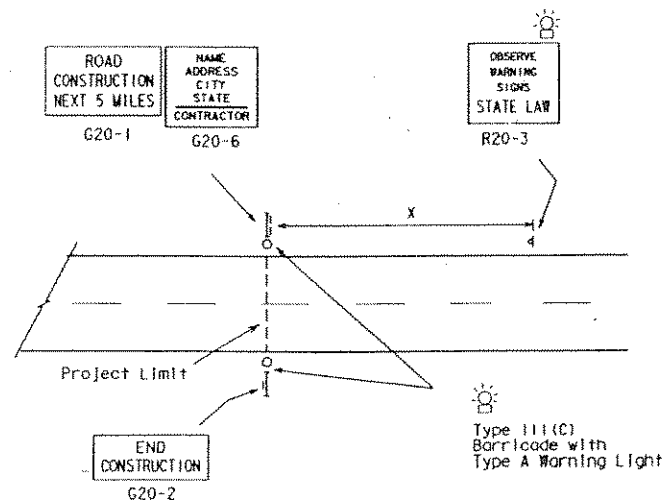 ROAD
CONSTRUCTION
NEXT 5 MILES
G20-1
NAME
ADDRESS
CITY
STATE
CONTRACTOR
G20-6
OBSERVE
WARNING
SIGNS
STATE LAW
R20-3
X
Project Limit
END
CONSTRUCTION
G20-2
Type III(C)
Barricade with
Type A Warning Light